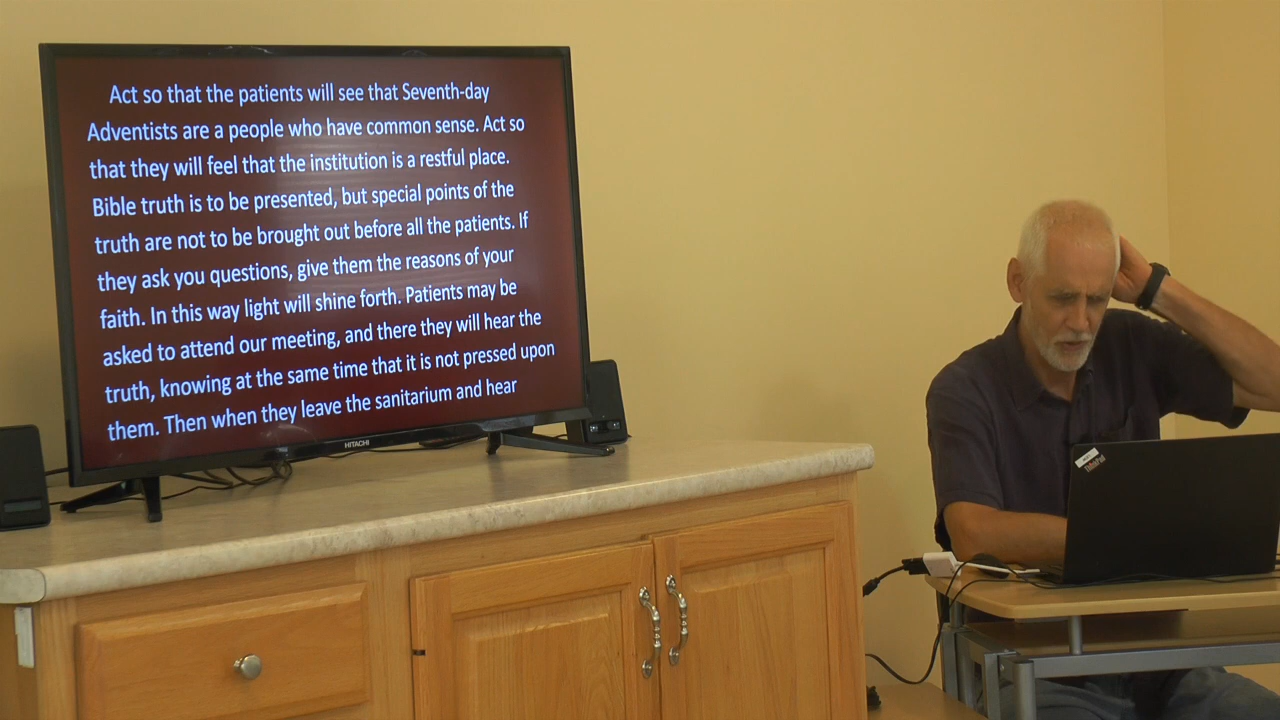 Act so that the patients will see that Seventh-day
Adventists are a people who have common sense. Act so
that they will feel that the institution is a restful place.
Bible truth is to be presented, but special points of the
truth are not to be brought out before all the patients. If
they ask you questions, give them the reasons of your
faith. In this way light will shine forth. Patients may be
asked to attend our meeting, and there they will hear the
truth, knowing at the same time that it is not pressed upon
them. Then when they leave the sanitarium and hear
HITACHI
ThinkPad